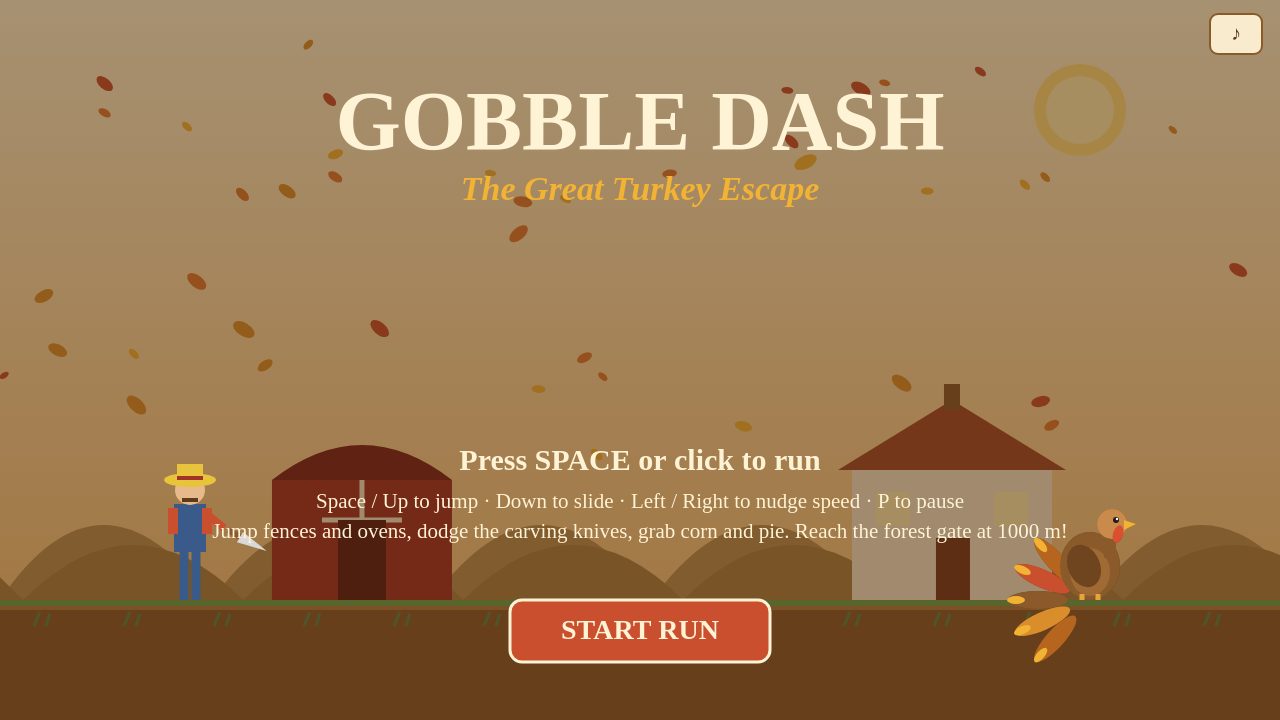 ♪
GOBBLE DASH
The Great Turkey Escape
Press SPACE or click to run
Space / Up to jump · Down to slide · Left / Right to nudge speed · P to pause
Jump fences and ovens, dodge the carving knives, grab corn and pie. Reach the forest gate at 1000 m!
START RUN